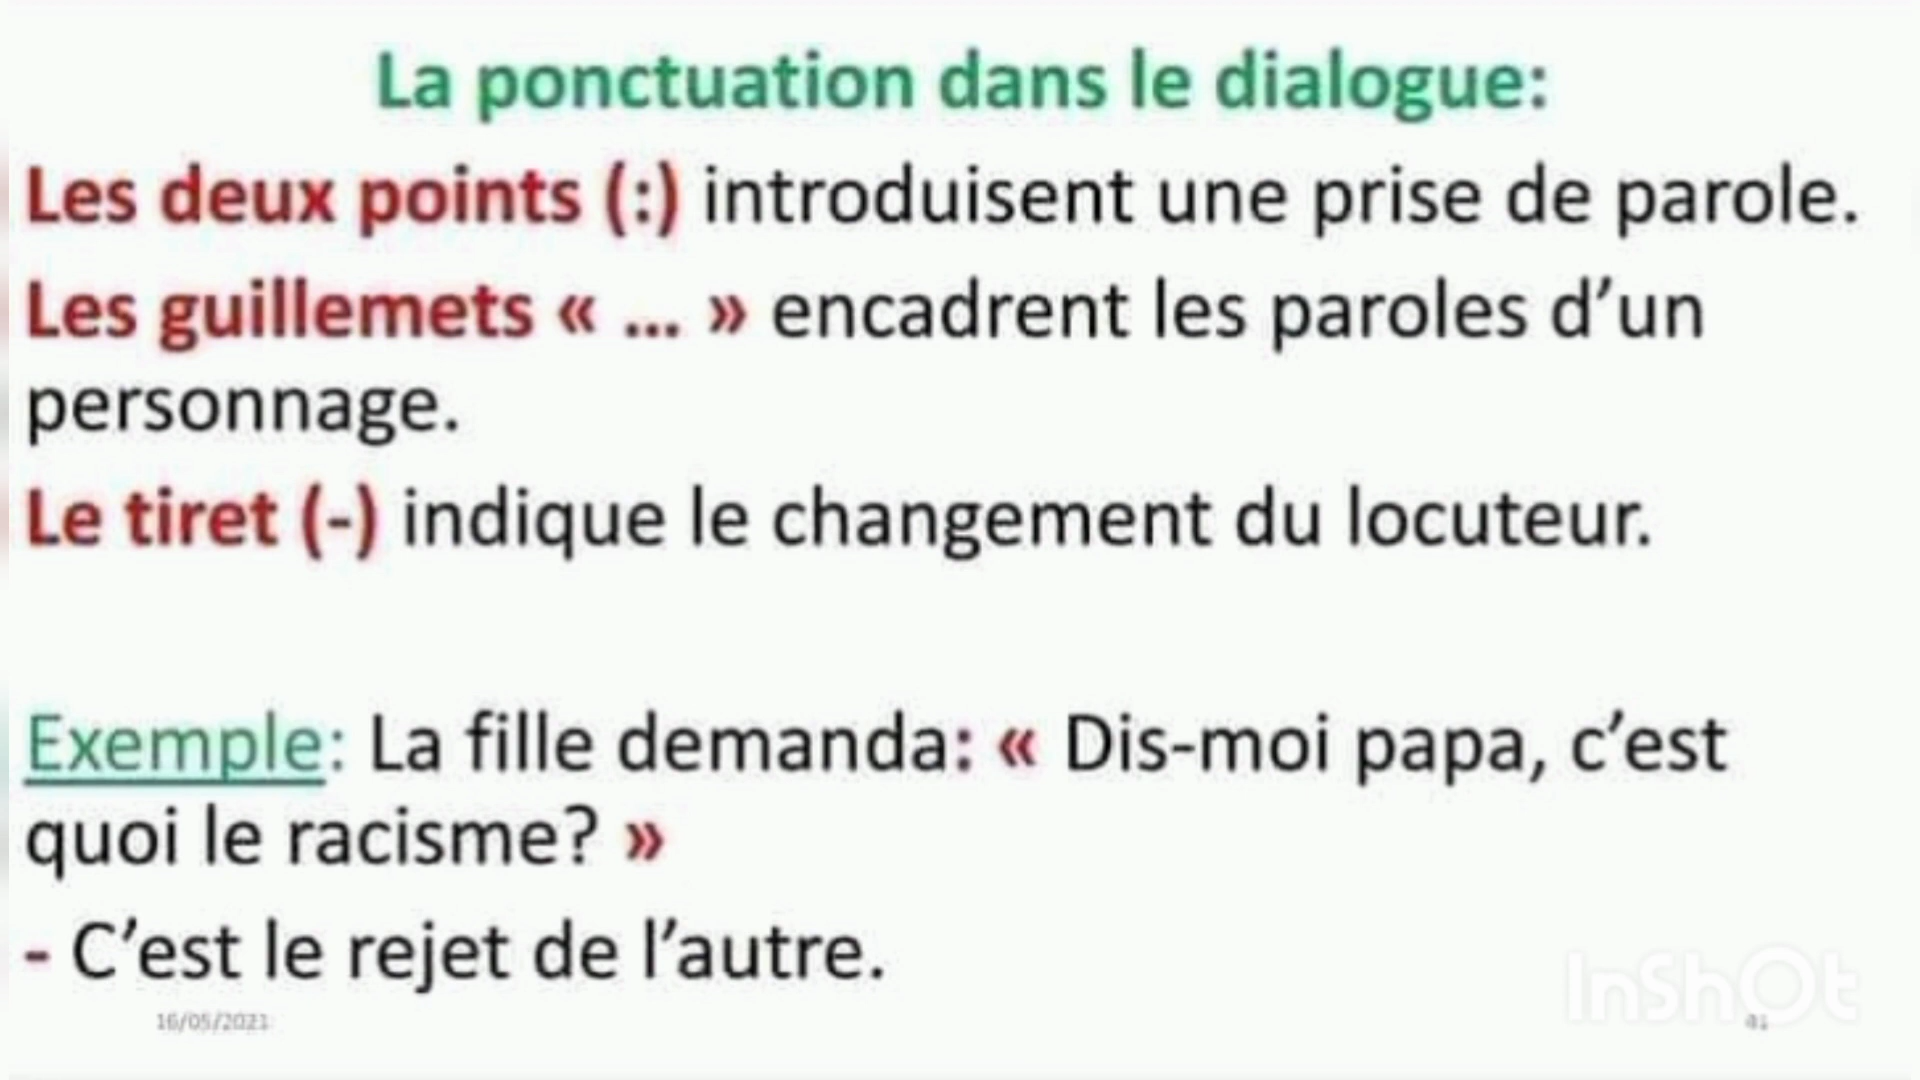 La ponctuation dans le dialogue:
Les deux points (:) introduisent une prise de parole.
Les guillemets « ... » encadrent les paroles d’un
personnage.
Le tiret (-) indique le changement du locuteur.
Exemple: La fille demanda: « Dis-moi papa, c’est
quoi le racisme? »
- C’est le rejet de l’autre.
16/05/2021
InShOt